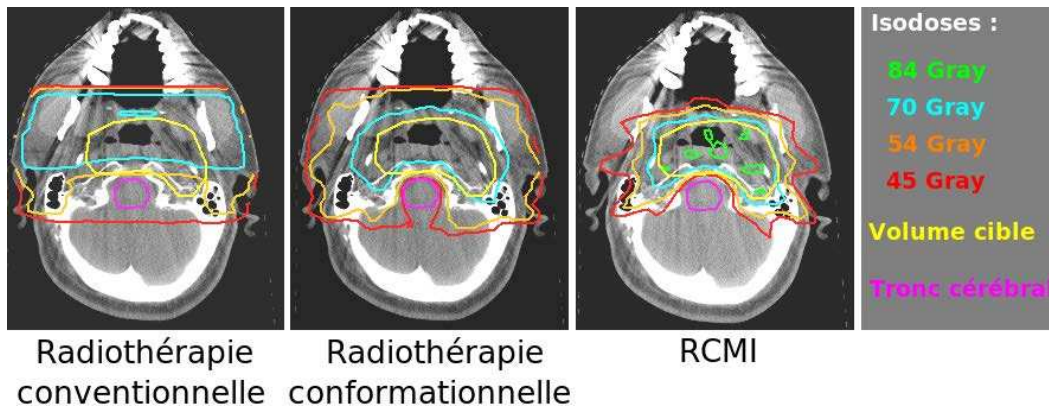 Isodoses :
84 Gray
70 Gray
54 Gray
45 Gray
Volume cible
Tronc cérébral
Radiothérapie
conventionnelle
Radiothérapie
conformationnelle
RCMI